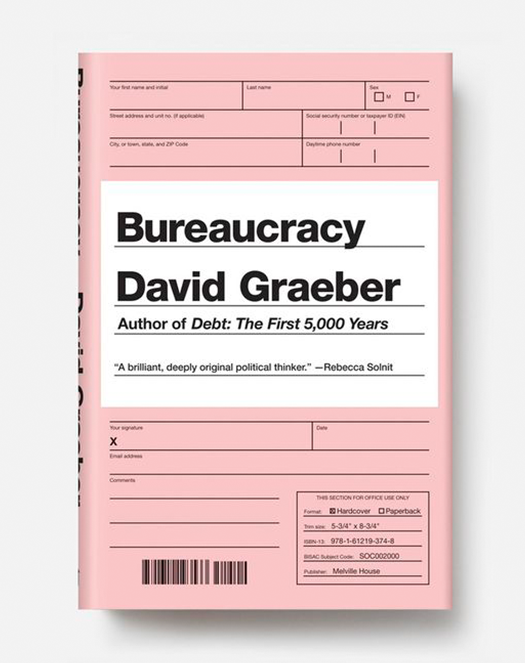 Your first name and initial
Last name
Sex
M
F
Street address and unit no. (if applicable)
Social security number or taxpayer ID (EIN)
City, or town, state, and ZIP Code
Daytime phone number
Bureaucracy
David Graeber
Author of Debt: The First 5,000 Years
“A brilliant, deeply original political thinker.” —Rebecca Solnit
Your signature
Date
X
Email address
Comments
THIS SECTION FOR OFFICE USE ONLY
Format: Hardcover Paperback
Trim size: 5-3/4" x 8-3/4"
ISBN-13: 978-1-61219-374-8
BISAC Subject Code: SOC002000
Publisher: Melville House
Bureaucracy David Graeber